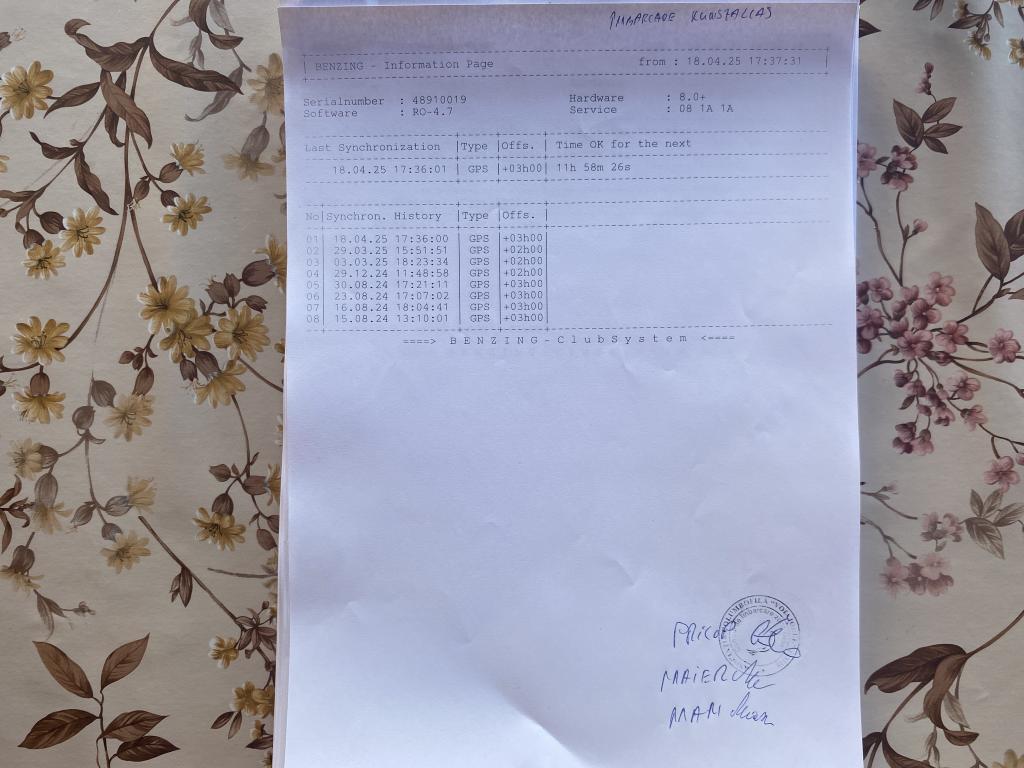 IMBARCARE KUNSZALLAS
BENZING - Information Page from : 18.04.25 17:37:31
Serialnumber : 48910019 Hardware : 8.0+
Software : RO-4.7 Service : 08 1A 1A
Last Synchronization |Type |Offs.| Time OK for the next
18.04.25 17:36:01 | GPS |+03h00| 11h 58m 26s
No|Synchron. History |Type |Offs. |
01| 18.04.25 17:36:00 | GPS |+03h00|
02| 29.03.25 15:51:51 | GPS |+02h00|
03| 03.03.25 18:23:34 | GPS |+02h00|
04| 29.12.24 11:48:58 | GPS |+02h00|
05| 30.08.24 17:21:11 | GPS |+03h00|
06| 23.08.24 17:07:02 | GPS |+03h00|
07| 16.08.24 18:04:41 | GPS |+03h00|
08| 15.08.24 13:10:01 | GPS |+03h00|
====> B E N Z I N G - C l u b S y s t e m <====
MAIER
MAN